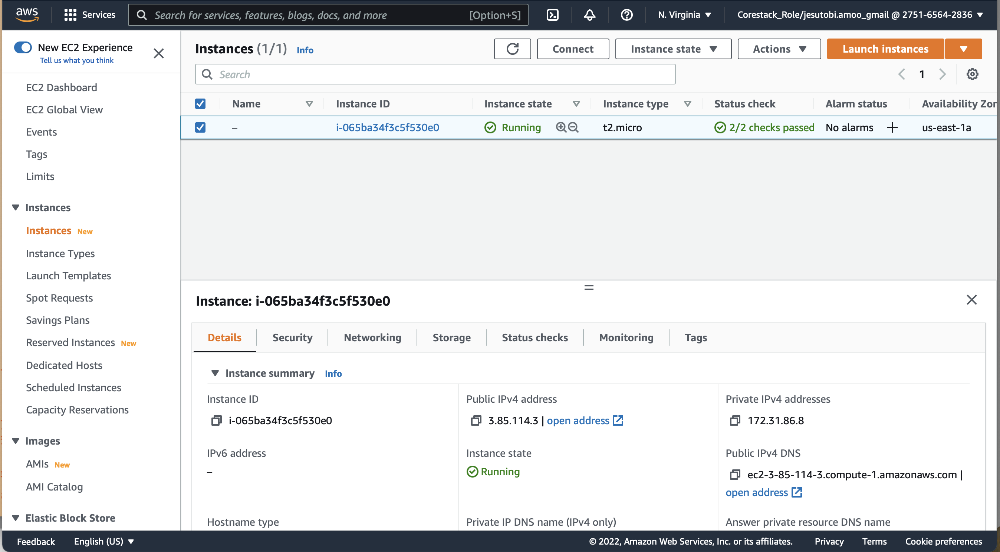 aws
Services
Search for services, features, blogs, docs, and more [Option+S]
N. Virginia
Corestack_Role/jesutobi.amoo_gmail @ 2751-6564-2836
New EC2 Experience
Tell us what you think
EC2 Dashboard
EC2 Global View
Events
Tags
Limits
Instances
Instances New
Instance Types
Launch Templates
Spot Requests
Savings Plans
Reserved Instances New
Dedicated Hosts
Scheduled Instances
Capacity Reservations
Images
AMIs New
AMI Catalog
Elastic Block Store
Instances (1/1) Info
Connect
Instance state
Actions
Launch instances
Search
1
Name Instance ID Instance state Instance type Status check Alarm status Availability Zon
– i-065ba34f3c5f530e0 Running t2.micro 2/2 checks passed No alarms + us-east-1a
Instance: i-065ba34f3c5f530e0
Details Security Networking Storage Status checks Monitoring Tags
Instance summary Info
Instance ID
i-065ba34f3c5f530e0
Public IPv4 address
3.85.114.3 | open address
Private IPv4 addresses
172.31.86.8
IPv6 address
–
Instance state
Running
Public IPv4 DNS
ec2-3-85-114-3.compute-1.amazonaws.com |
open address
Hostname type
Private IP DNS name (IPv4 only)
Answer private resource DNS name
Feedback English (US)
© 2022, Amazon Web Services, Inc. or its affiliates. Privacy Terms Cookie preferences